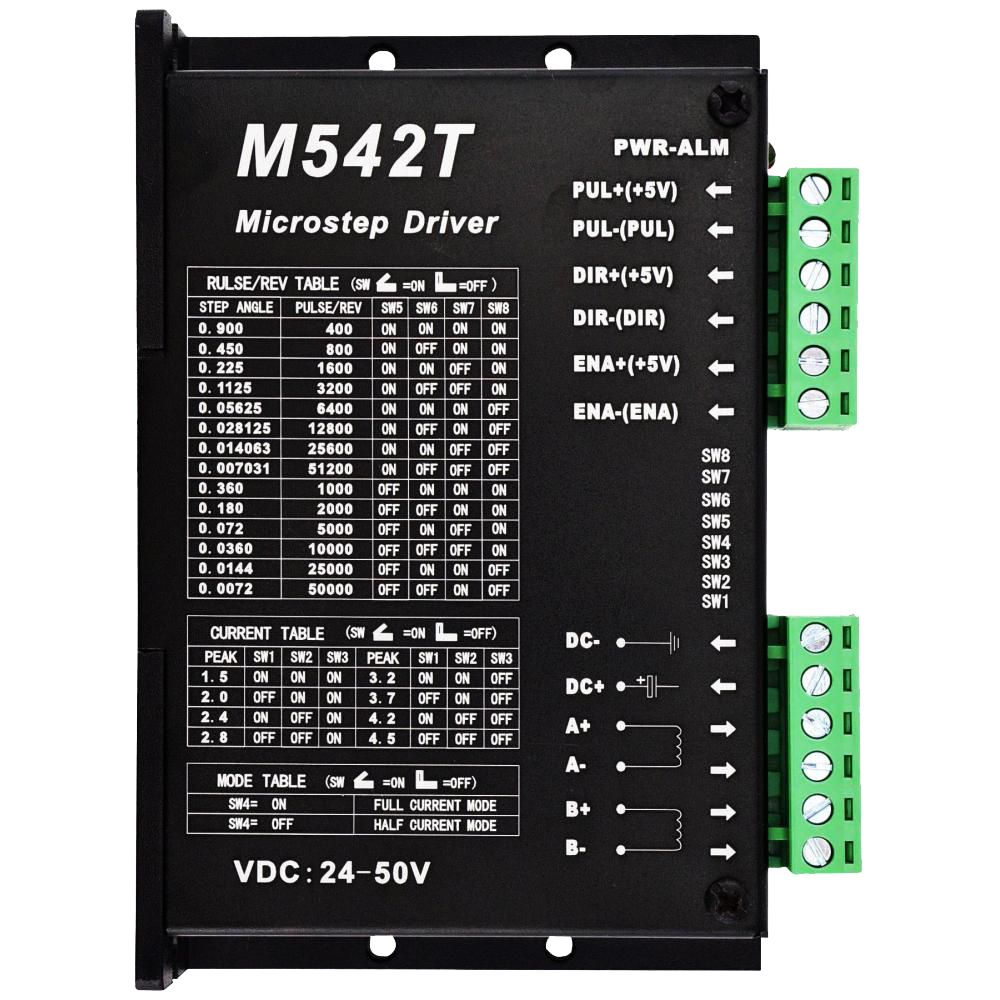 M542T
Microstep Driver
PWR-ALM
PUL+(+5V)
PUL-(PUL)
DIR+(+5V)
DIR-(DIR)
ENA+(+5V)
ENA-(ENA)
RULSE/REV TABLE (SW =ON =OFF)
STEP ANGLE PULSE/REV SW5 SW6 SW7 SW8
0.900 400 ON ON ON ON
0.450 800 ON OFF ON ON
0.225 1600 ON ON OFF ON
0.1125 3200 ON OFF OFF ON
0.05625 6400 ON ON ON OFF
0.028125 12800 ON OFF ON OFF
0.014063 25600 ON ON OFF OFF
0.007031 51200 ON OFF OFF OFF
0.360 1000 OFF ON ON ON
0.180 2000 OFF OFF ON ON
0.072 5000 OFF ON OFF ON
0.0360 10000 OFF OFF OFF ON
0.0144 25000 OFF ON ON OFF
0.0072 50000 OFF OFF ON OFF
SW8
SW7
SW6
SW5
SW4
SW3
SW2
SW1
CURRENT TABLE (SW =ON =OFF)
PEAK SW1 SW2 SW3 PEAK SW1 SW2 SW3
1.5 ON ON ON 3.2 ON ON OFF
2.0 OFF ON ON 3.7 OFF ON OFF
2.4 ON OFF ON 4.2 ON OFF OFF
2.8 OFF OFF ON 4.5 OFF OFF OFF
MODE TABLE (SW =ON =OFF)
SW4= ON FULL CURRENT MODE
SW4= OFF HALF CURRENT MODE
VDC:24-50V
DC-
DC+ +
A+
A-
B+
B-